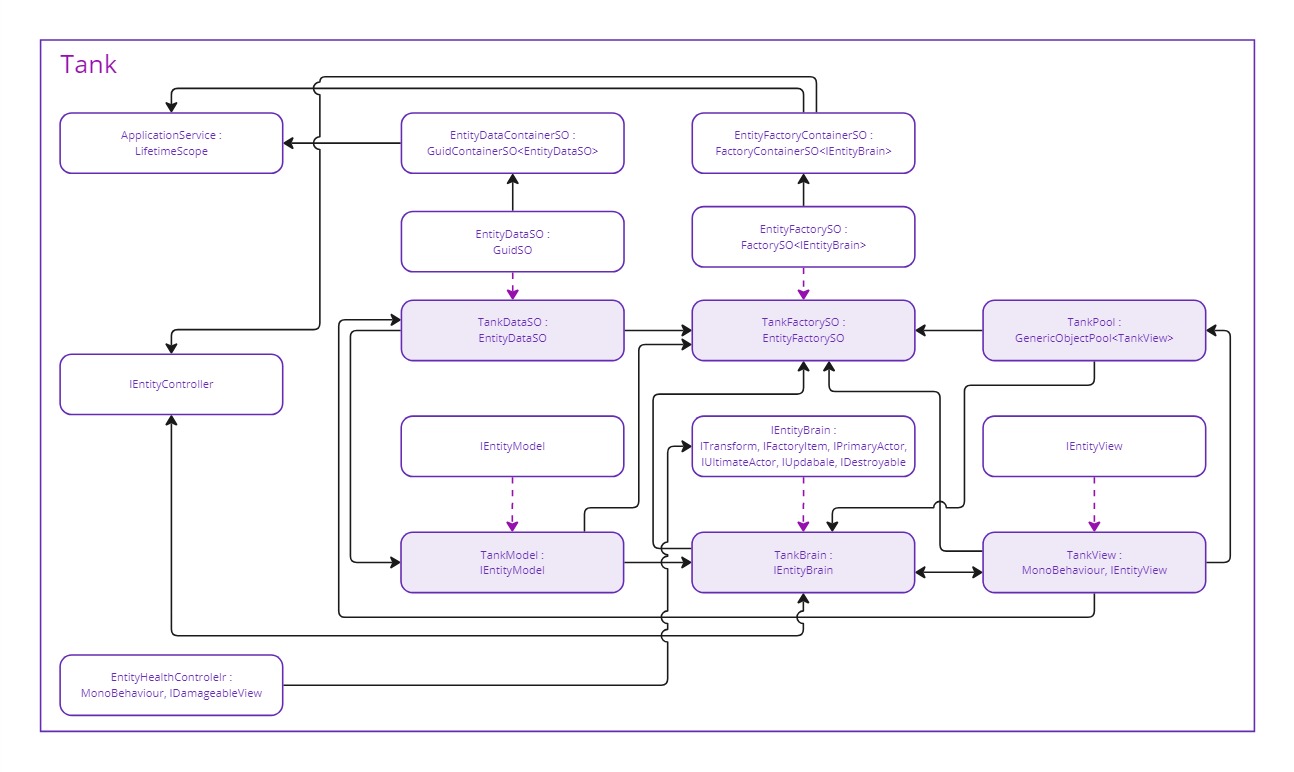 Tank
ApplicationService :
LifetimeScope
EntityDataContainerSO :
GuidContainerSO<EntityDataSO>
EntityFactoryContainerSO :
FactoryContainerSO<IEntityBrain>
EntityDataSO :
GuidSO
EntityFactorySO :
FactorySO<IEntityBrain>
TankDataSO :
EntityDataSO
TankFactorySO :
EntityFactorySO
TankPool :
GenericObjectPool<TankView>
IEntityController
IEntityModel
IEntityBrain :
ITransform, IFactoryItem, IPrimaryActor,
IUltimateActor, IUpdabale, IDestroyable
IEntityView
TankModel :
IEntityModel
TankBrain :
IEntityBrain
TankView :
MonoBehaviour, IEntityView
EntityHealthControlelr :
MonoBehaviour, IDamageableView